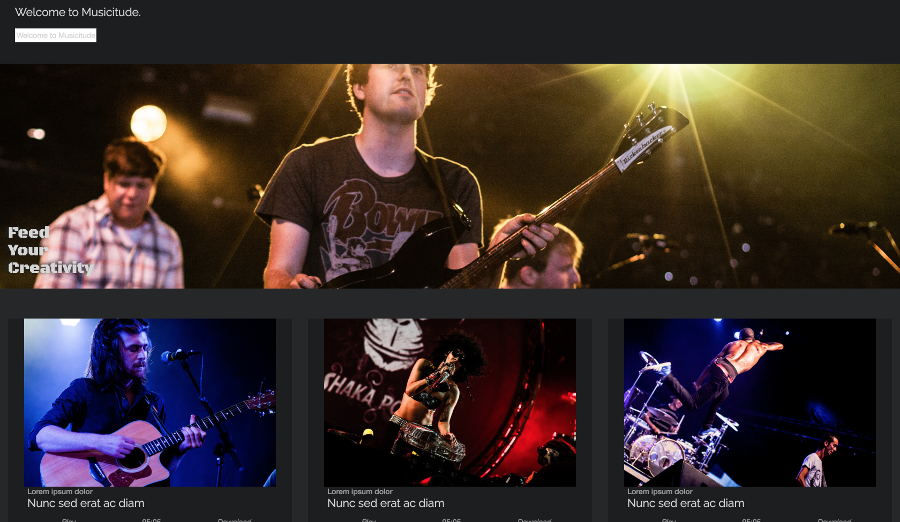 Welcome to Musicitude.
Welcome to Musicitude
Rickenbacker
Feed
Your
Creativity
Lorem ipsum dolor
Nunc sed erat ac diam
Play 05:05 Download
Lorem ipsum dolor
Nunc sed erat ac diam
Play 05:05 Download
Lorem ipsum dolor
Nunc sed erat ac diam
Play 05:05 Download